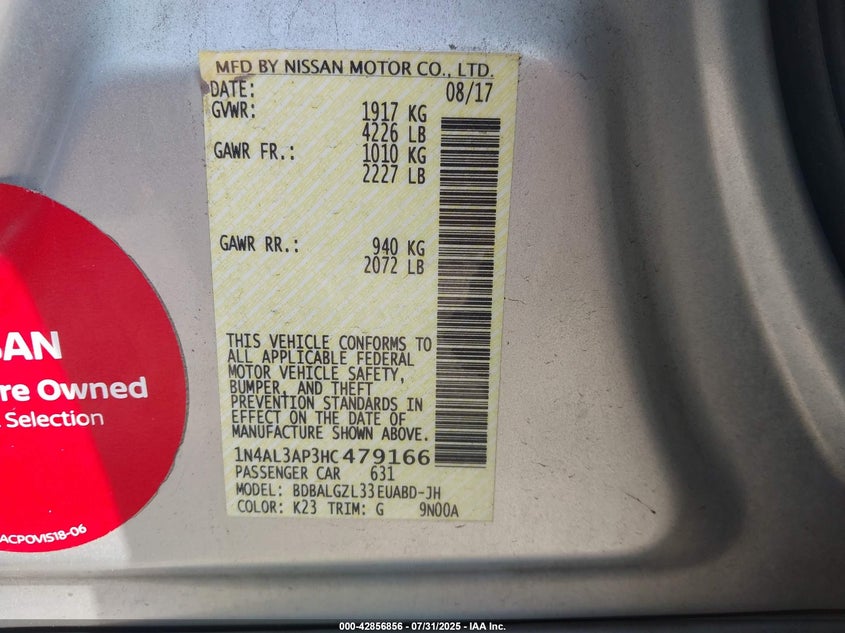 MFD BY NISSAN MOTOR CO., LTD.
DATE: 08/17
GVWR: 1917 KG
4226 LB
GAWR FR.: 1010 KG
2227 LB
GAWR RR.: 940 KG
2072 LB
THIS VEHICLE CONFORMS TO
ALL APPLICABLE FEDERAL
MOTOR VEHICLE SAFETY,
BUMPER, AND THEFT
PREVENTION STANDARDS IN
EFFECT ON THE DATE OF
MANUFACTURE SHOWN ABOVE.
1N4AL3AP3HC479166
PASSENGER CAR 631
MODEL: BDBALGZL33EUABD-JH
COLOR: K23 TRIM: G 9N00A
SAN
re Owned
Selection
ACPOVIS18-06
000-42856856 - 07/31/2025 - IAA Inc.